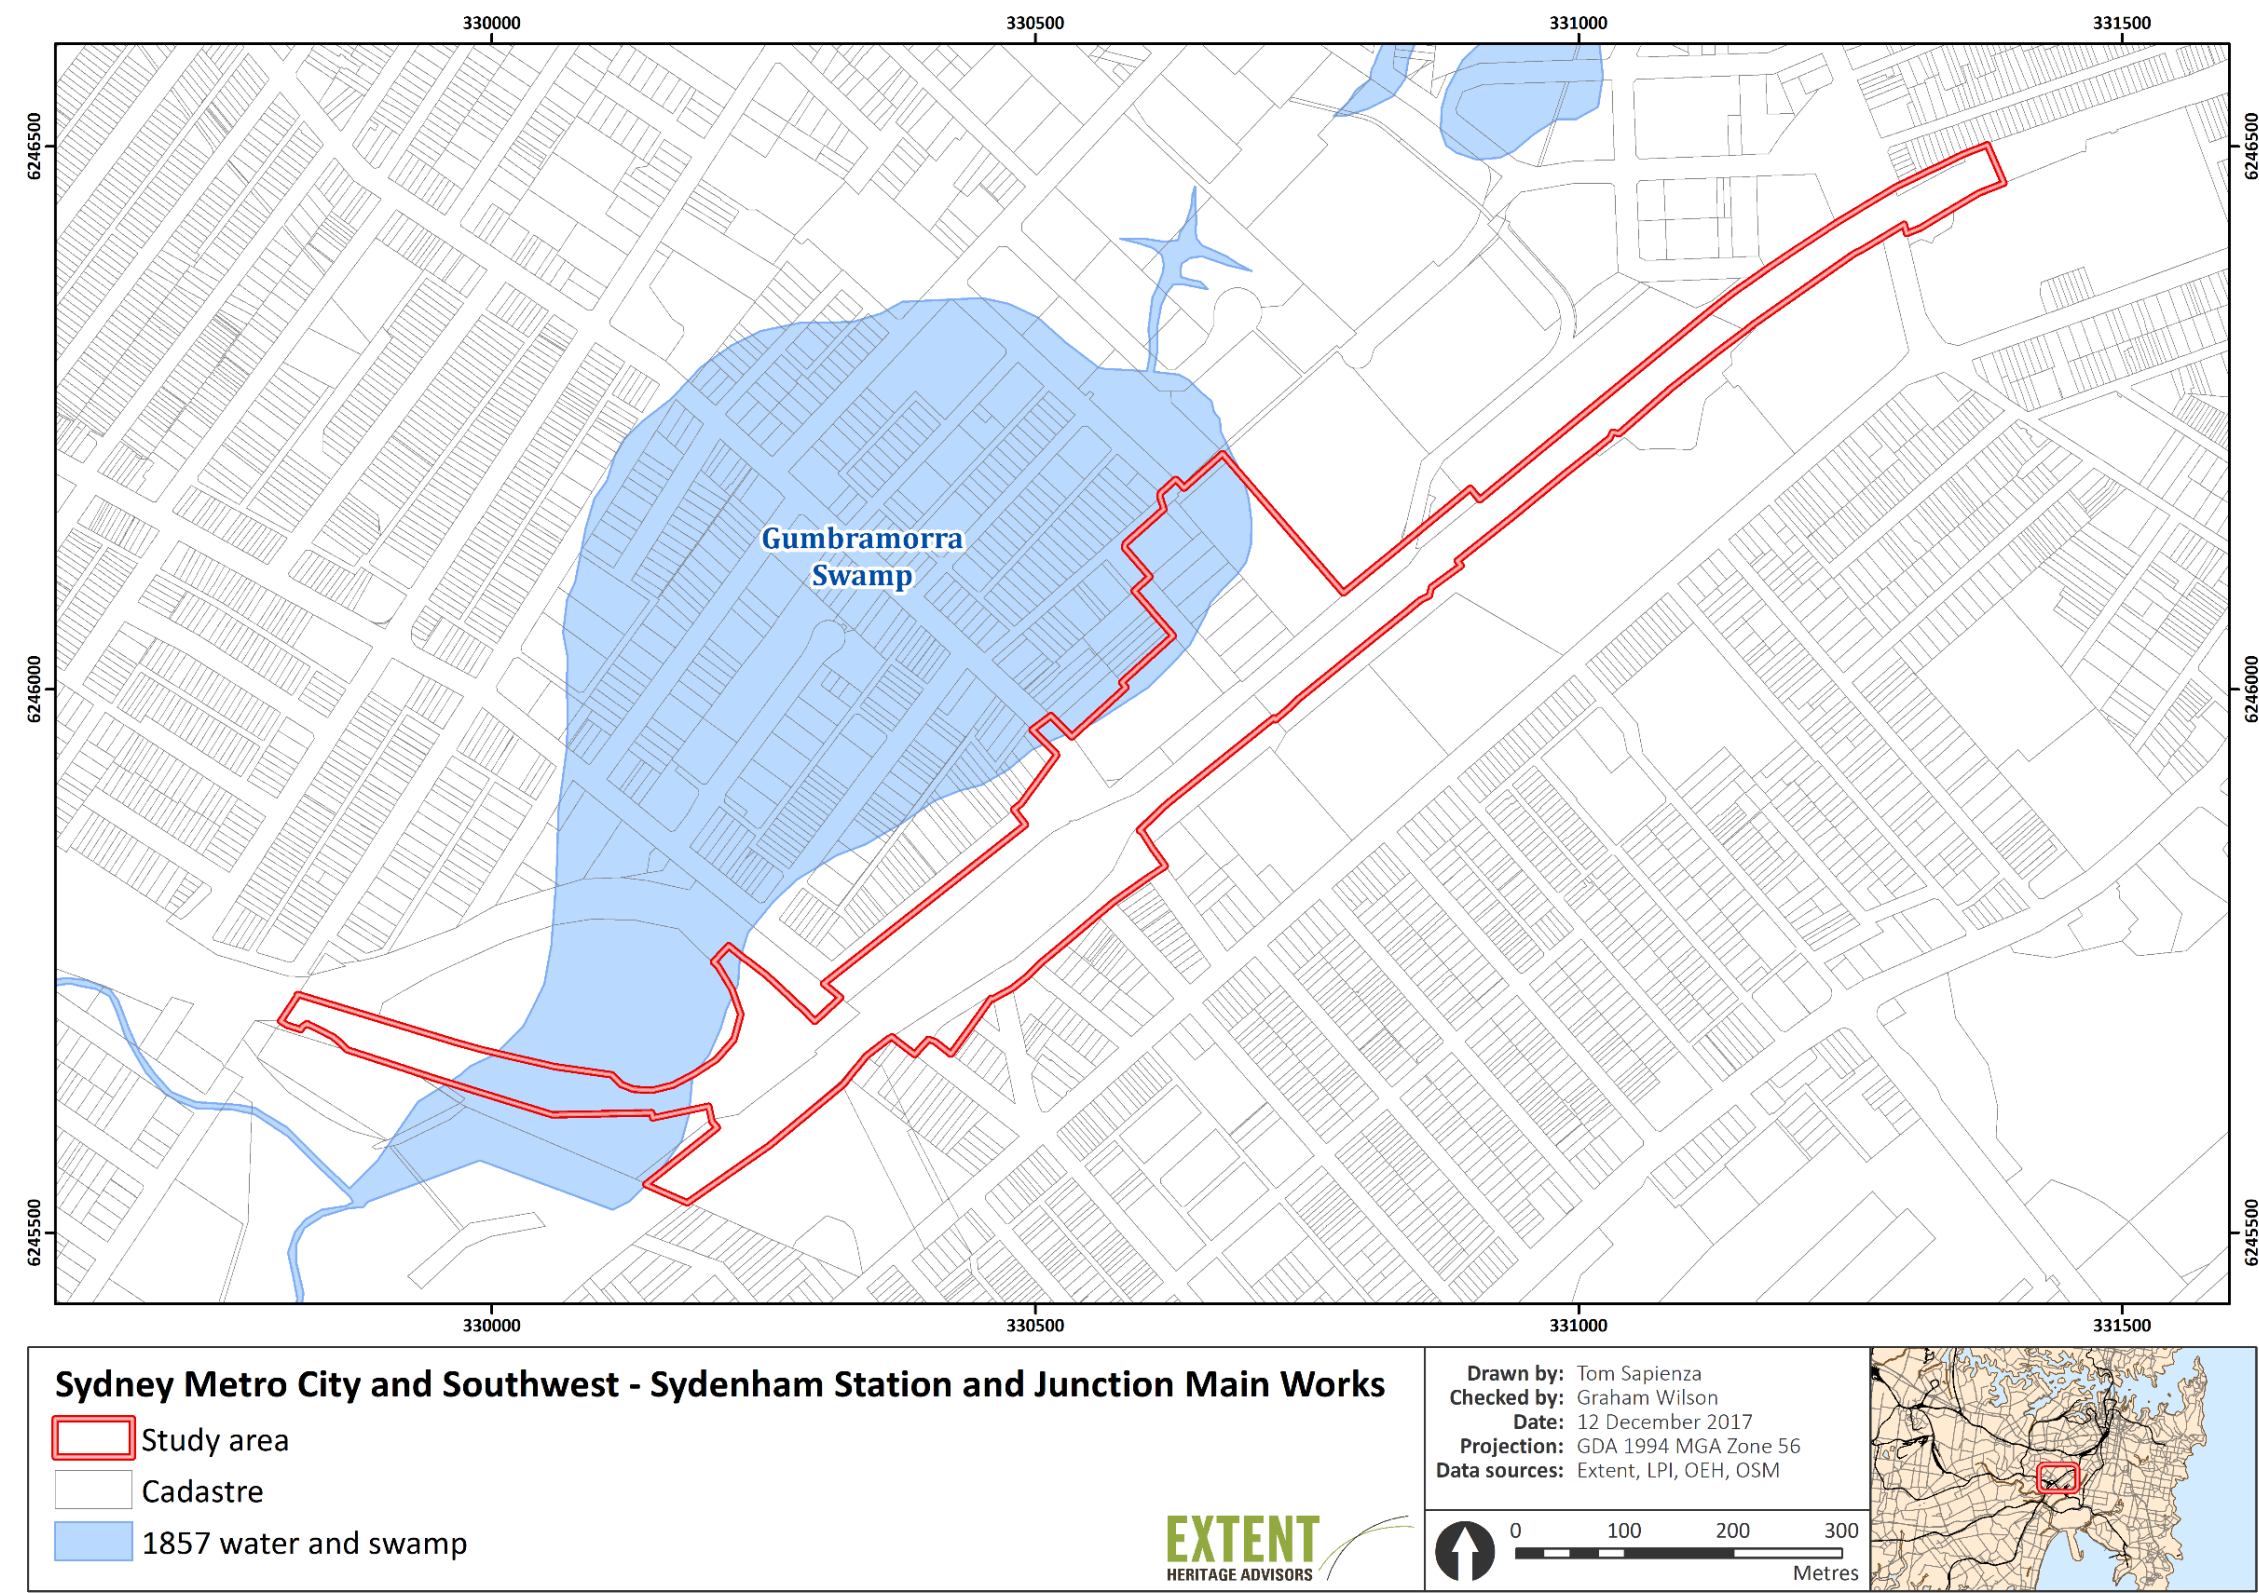 330000 330500 331000 331500
6246500 6246500
Gumbramorra
Swamp
6246000 6246000
6245500 6245500
330000 330500 331000 331500
Sydney Metro City and Southwest - Sydenham Station and Junction Main Works
Study area
Cadastre
1857 water and swamp
EXTENT
HERITAGE ADVISORS
Drawn by: Tom Sapienza
Checked by: Graham Wilson
Date: 12 December 2017
Projection: GDA 1994 MGA Zone 56
Data sources: Extent, LPI, OEH, OSM
0 100 200 300
Metres